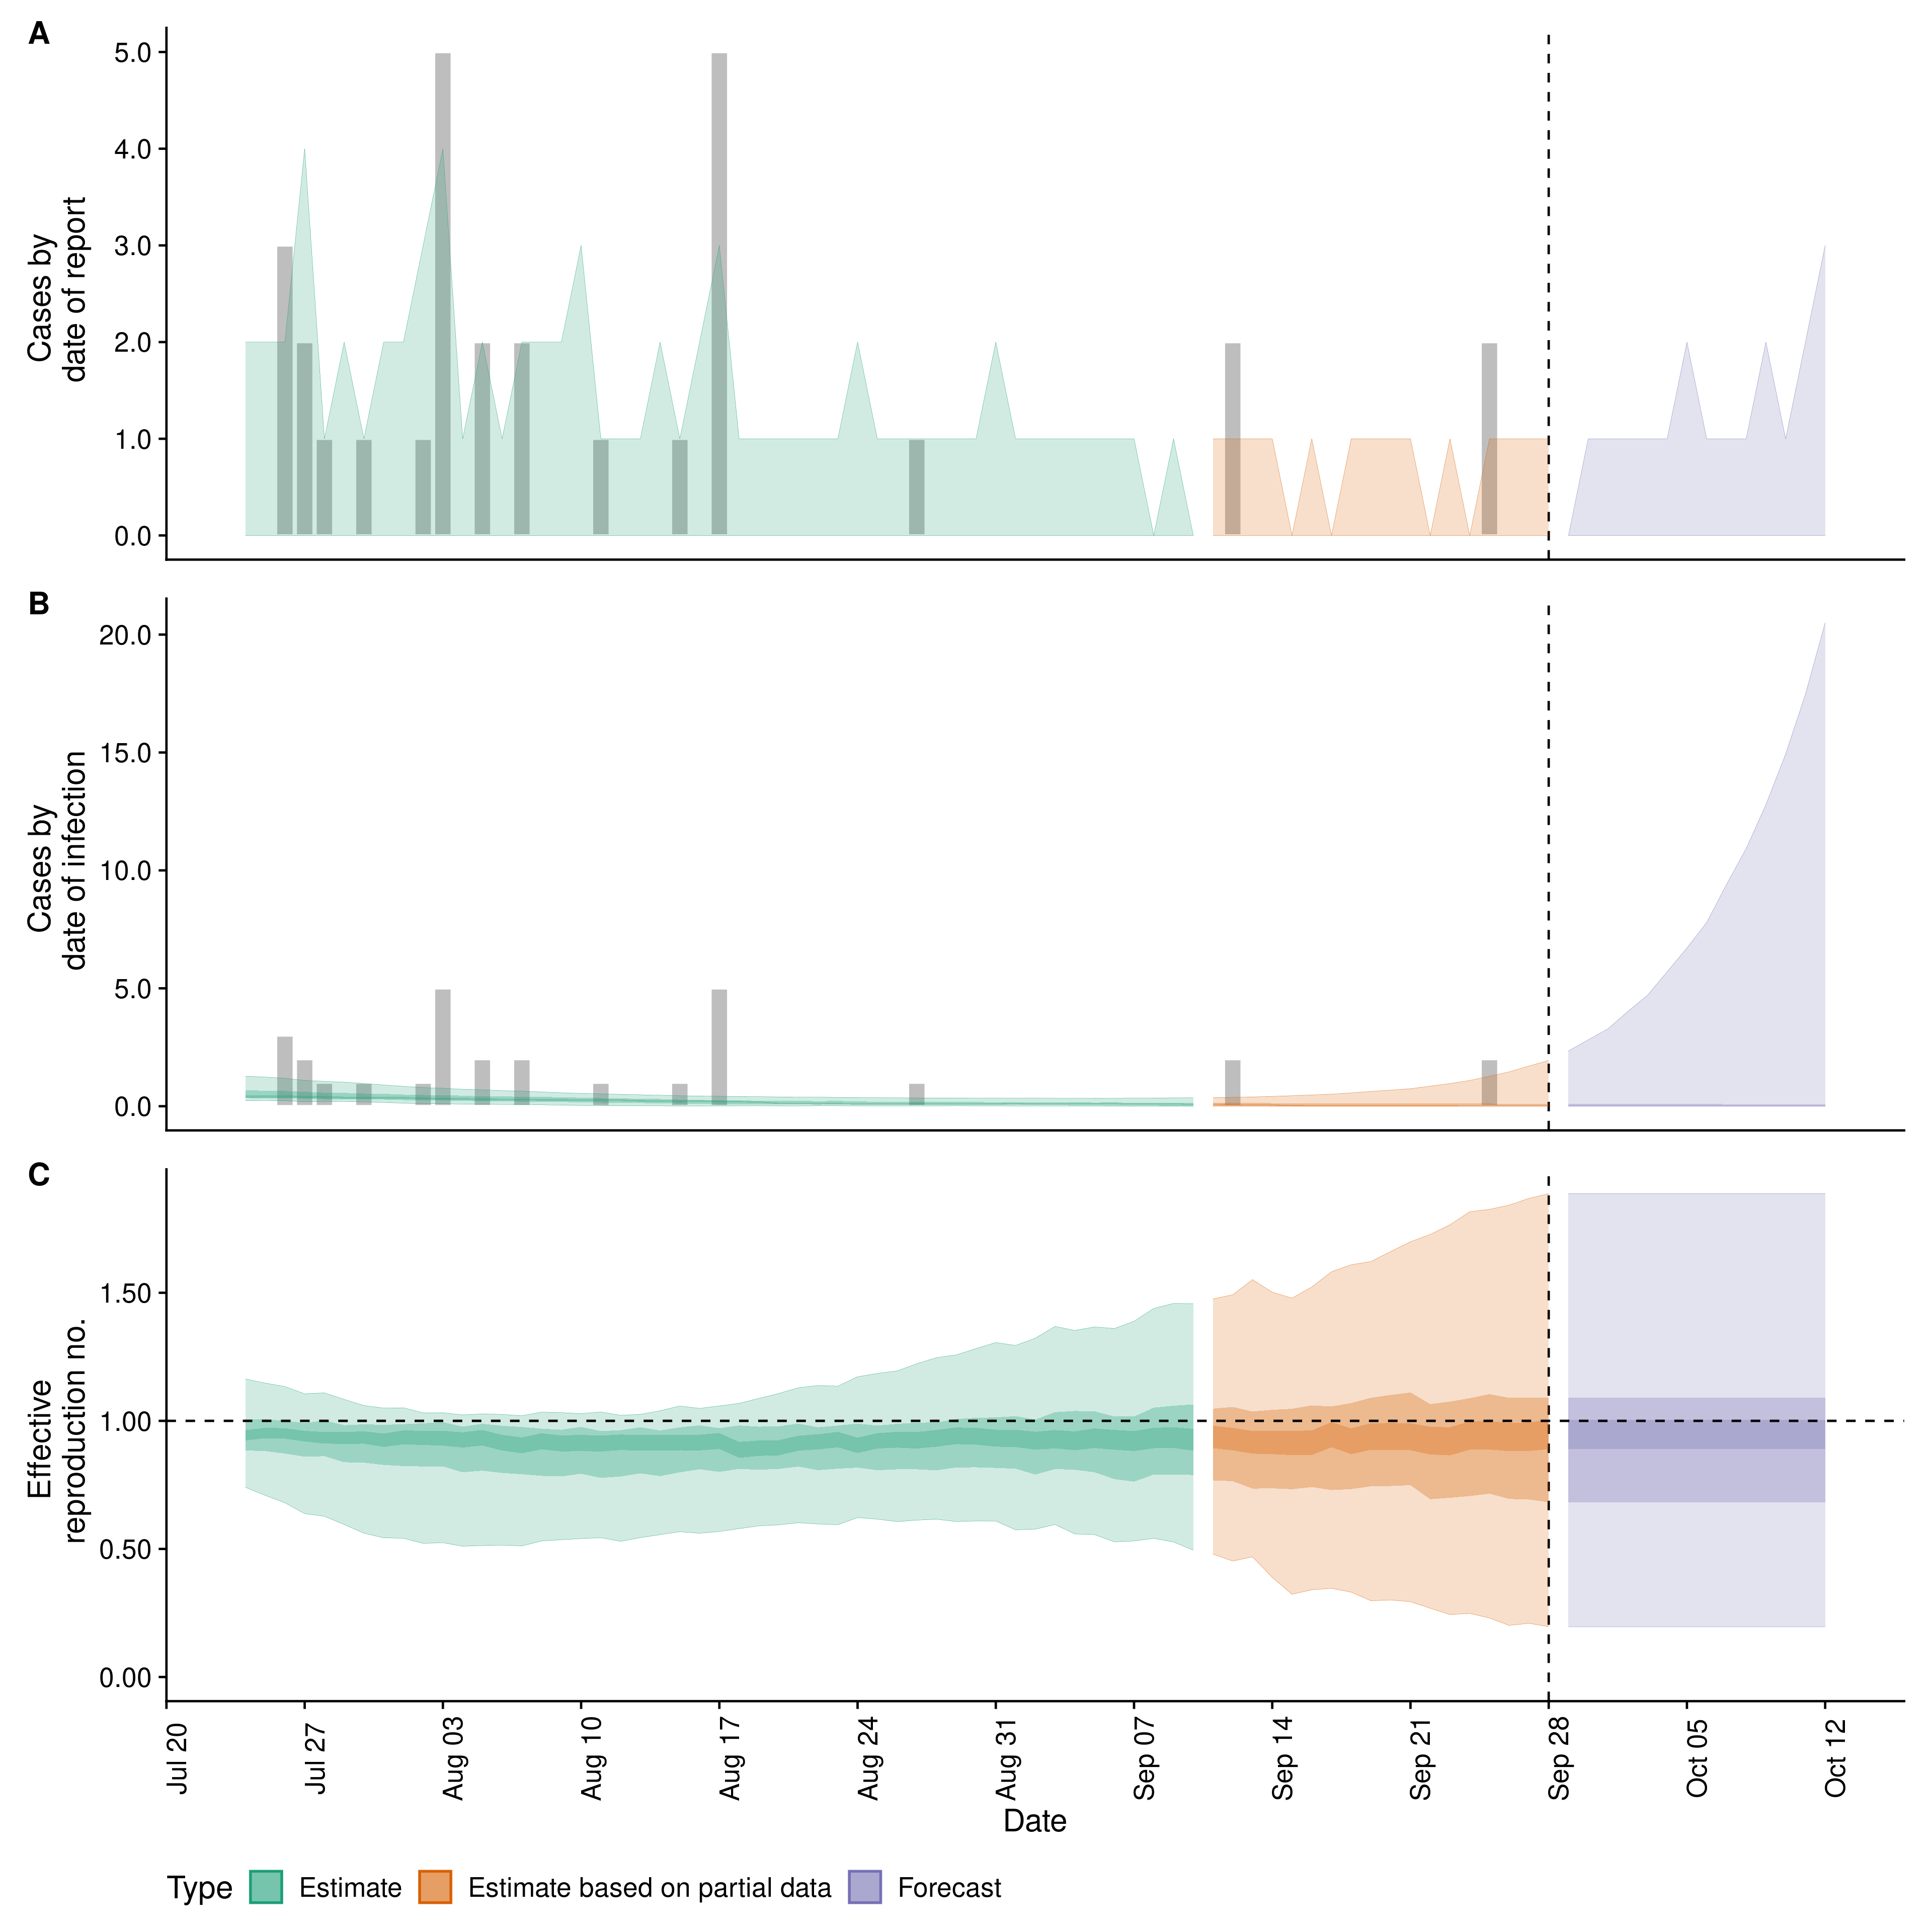 A
Cases by
date of report
5.0
4.0
3.0
2.0
1.0
0.0
B
Cases by
date of infection
20.0
15.0
10.0
5.0
0.0
C
Effective
reproduction no.
1.50
1.00
0.50
0.00
Jul 20
Jul 27
Aug 03
Aug 10
Aug 17
Aug 24
Aug 31
Sep 07
Sep 14
Sep 21
Sep 28
Oct 05
Oct 12
Date
Type Estimate Estimate based on partial data Forecast